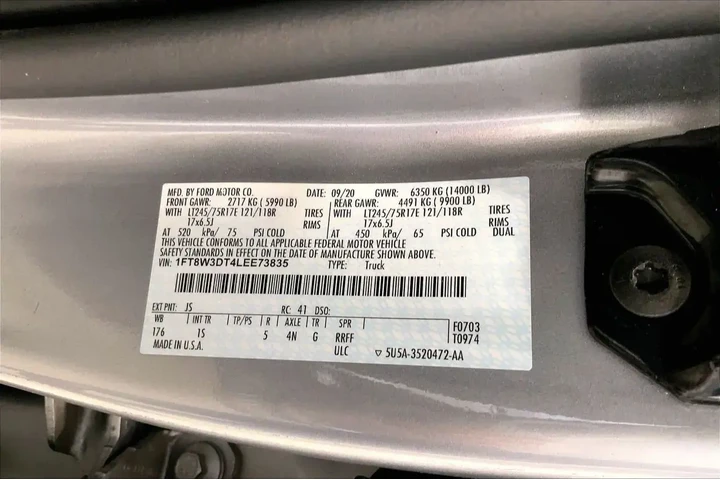 MFD. BY FORD MOTOR CO. DATE: 09/20 GVWR: 6350 KG (14000 LB)
FRONT GAWR: 2717 KG ( 5990 LB) REAR GAWR: 4491 KG ( 9900 LB)
WITH LT245/75R17E 121/118R TIRES WITH LT245/75R17E 121/118R TIRES
17x6.5J RIMS 17x6.5J RIMS
AT 520 kPa/ 75 PSI COLD AT 450 kPa/ 65 PSI COLD DUAL
THIS VEHICLE CONFORMS TO ALL APPLICABLE FEDERAL MOTOR VEHICLE
SAFETY STANDARDS IN EFFECT ON THE DATE OF MANUFACTURE SHOWN ABOVE.
VIN: 1FT8W3DT4LEE73835 TYPE: Truck
EXT PNT: JS RC: 41 DSO:
WB INT TR TP/PS R AXLE TR SPR F0703
176 1S 5 4N G RRFF T0974
MADE IN U.S.A. ULC ▽ 5U5A-3520472-AA